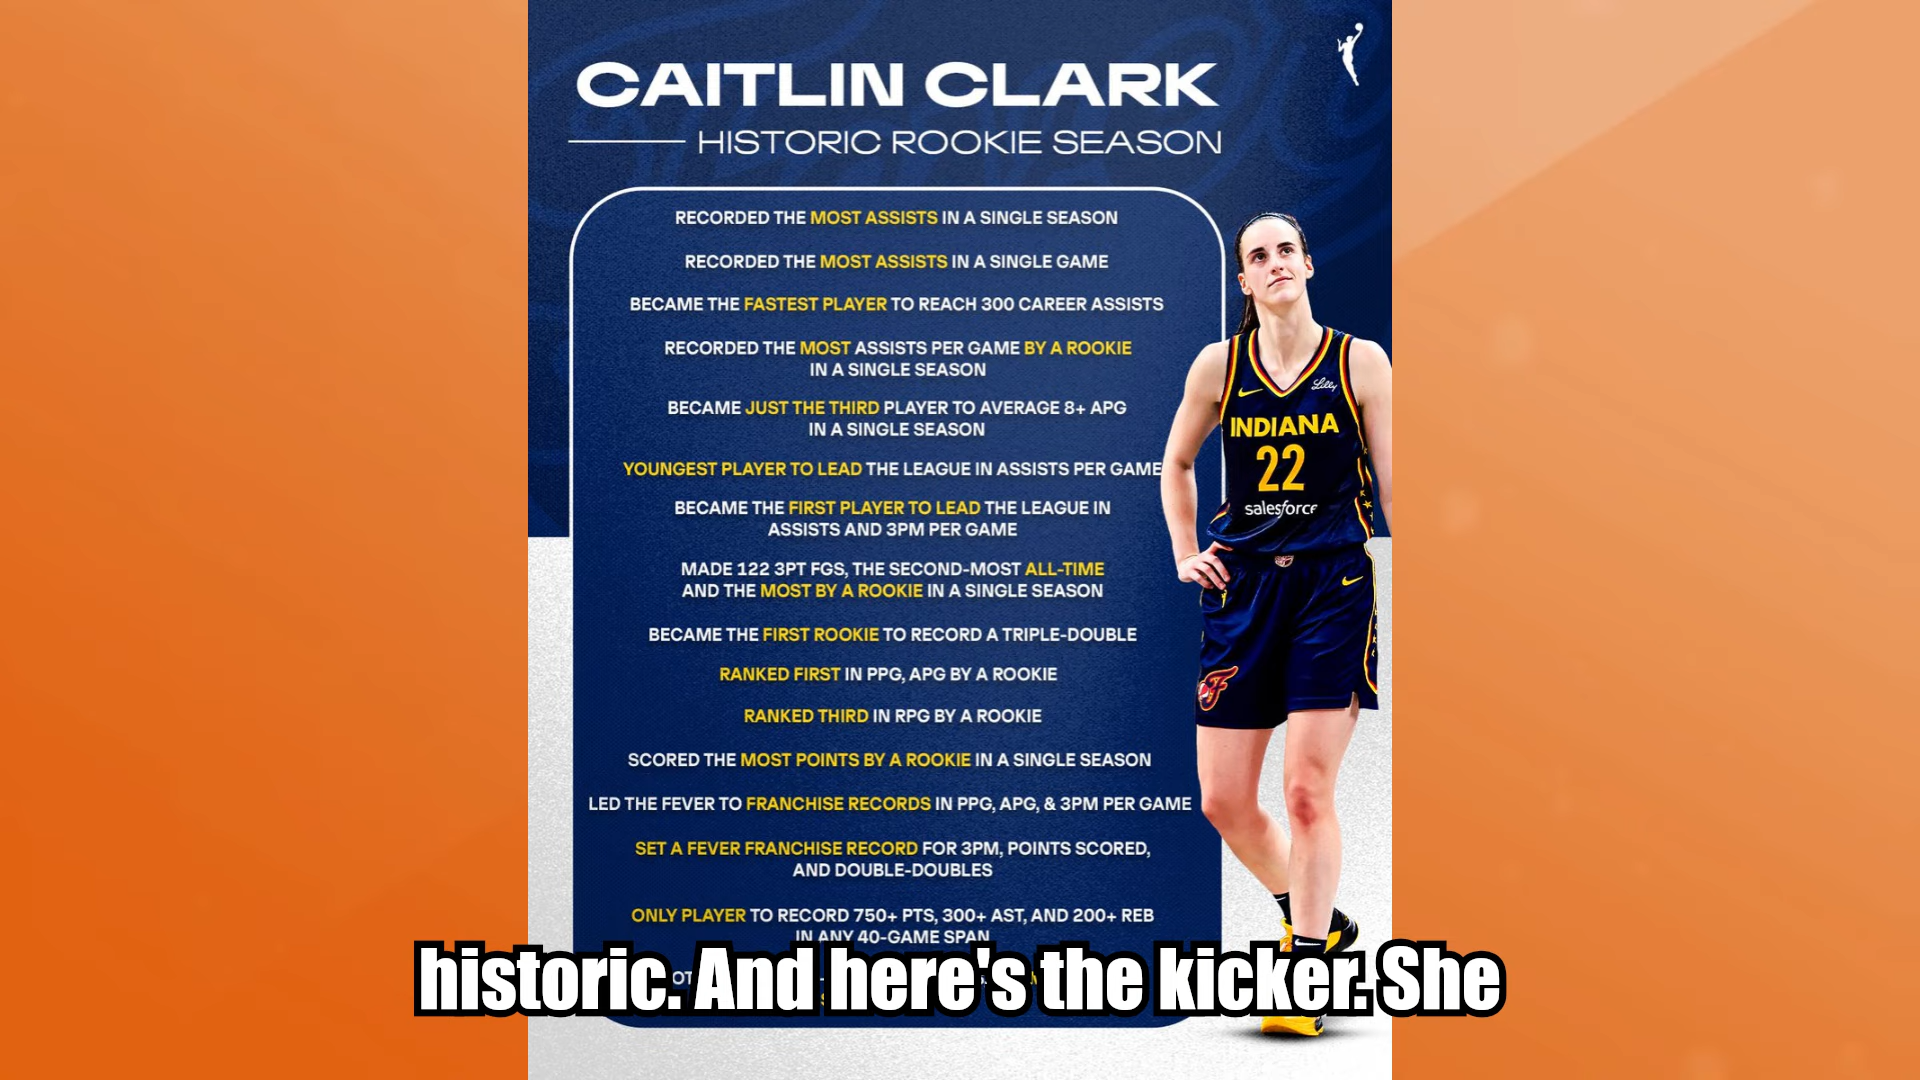 CAITLIN CLARK
HISTORIC ROOKIE SEASON
RECORDED THE MOST ASSISTS IN A SINGLE SEASON
RECORDED THE MOST ASSISTS IN A SINGLE GAME
BECAME THE FASTEST PLAYER TO REACH 300 CAREER ASSISTS
RECORDED THE MOST ASSISTS PER GAME BY A ROOKIE
IN A SINGLE SEASON
BECAME JUST THE THIRD PLAYER TO AVERAGE 8+ APG
IN A SINGLE SEASON
YOUNGEST PLAYER TO LEAD THE LEAGUE IN ASSISTS PER GAME
BECAME THE FIRST PLAYER TO LEAD THE LEAGUE IN
ASSISTS AND 3PM PER GAME
MADE 122 3PT FGS, THE SECOND-MOST ALL-TIME
AND THE MOST BY A ROOKIE IN A SINGLE SEASON
BECAME THE FIRST ROOKIE TO RECORD A TRIPLE-DOUBLE
RANKED FIRST IN PPG, APG BY A ROOKIE
RANKED THIRD IN RPG BY A ROOKIE
SCORED THE MOST POINTS BY A ROOKIE IN A SINGLE SEASON
LED THE FEVER TO FRANCHISE RECORDS IN PPG, APG, & 3PM PER GAME
SET A FEVER FRANCHISE RECORD FOR 3PM, POINTS SCORED,
AND DOUBLE-DOUBLES
ONLY PLAYER TO RECORD 750+ PTS, 300+ AST, AND 200+ REB
IN ANY 40-GAME SPAN
Lilly
INDIANA
22
salesforce
historic. And here's the kicker. She